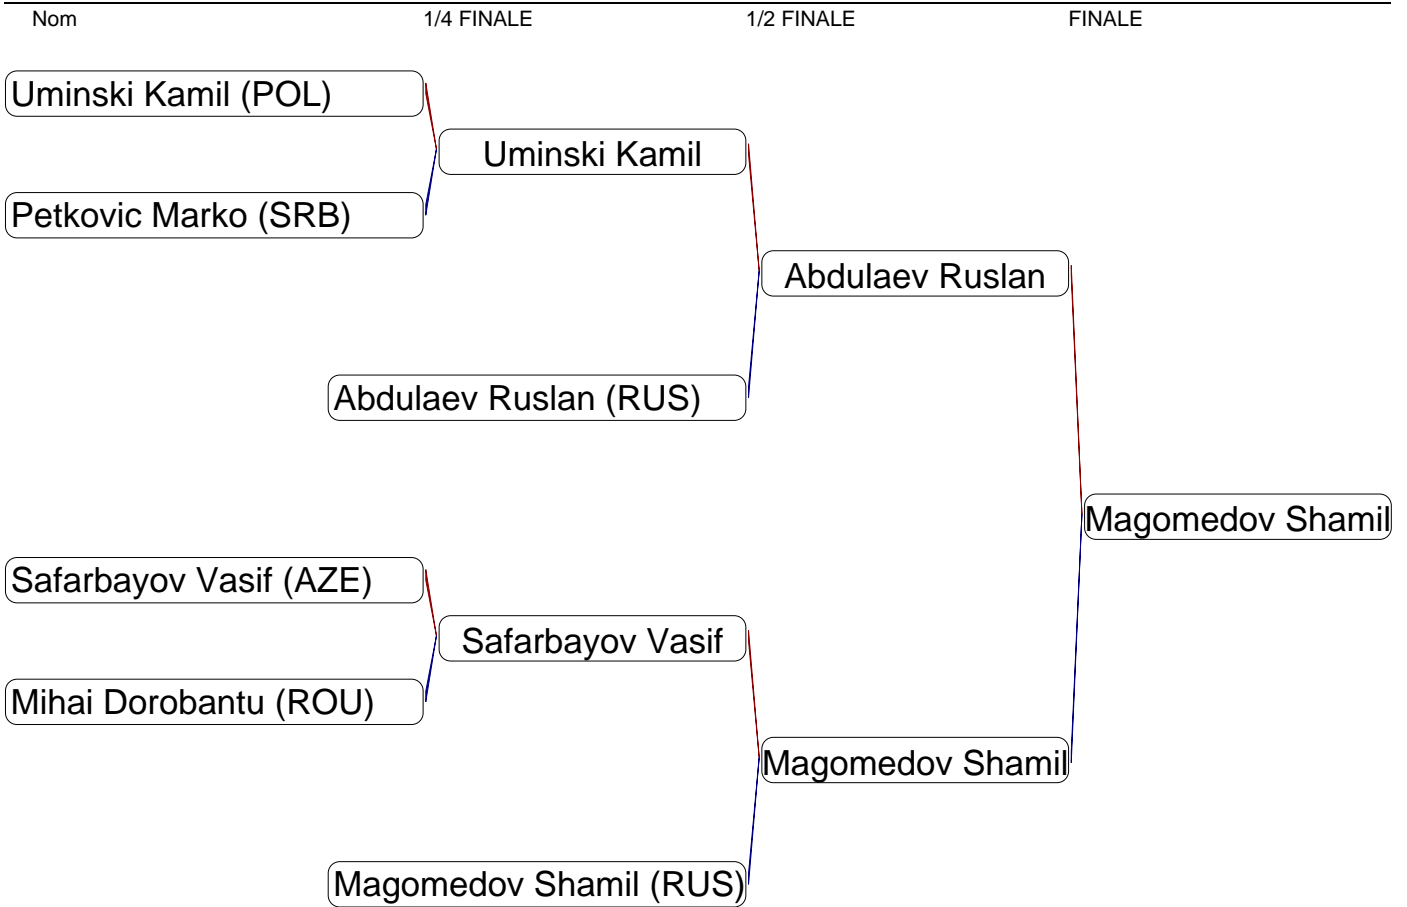 Nom 1/4 FINALE 1/2 FINALE FINALE
Uminski Kamil (POL)
Uminski Kamil
Petkovic Marko (SRB)
Abdulaev Ruslan
Abdulaev Ruslan (RUS)
Magomedov Shamil
Safarbayov Vasif (AZE)
Safarbayov Vasif
Mihai Dorobantu (ROU)
Magomedov Shamil
Magomedov Shamil (RUS)